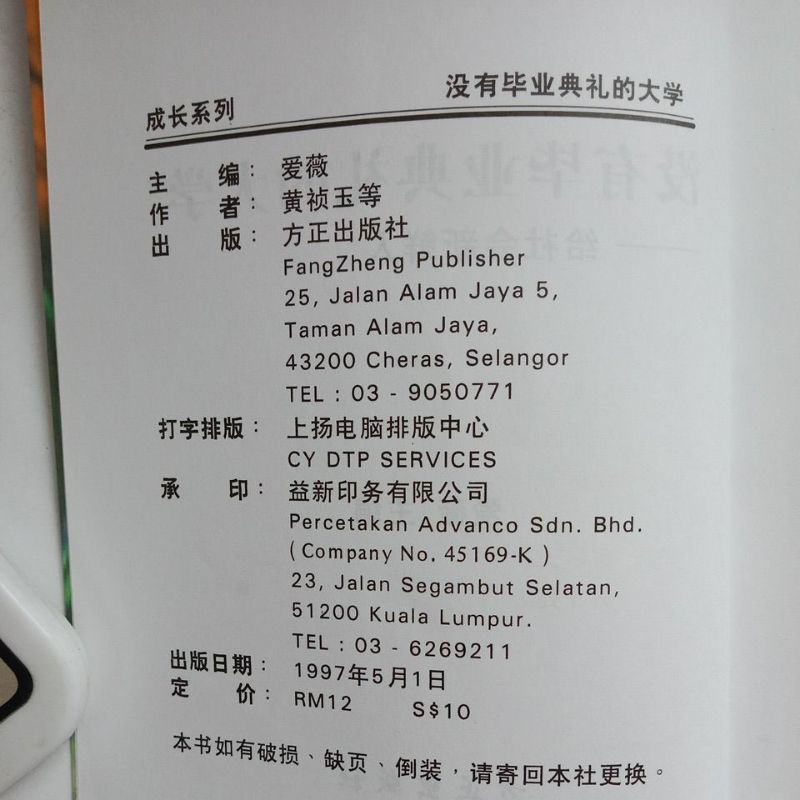 没有毕业典礼的大学
成长系列
主 编： 爱薇
作 者： 黄祯玉等
出 版： 方正出版社
FangZheng Publisher
25, Jalan Alam Jaya 5,
Taman Alam Jaya,
43200 Cheras, Selangor
TEL : 03 - 9050771
打字排版： 上扬电脑排版中心
CY DTP SERVICES
承 印： 益新印务有限公司
Percetakan Advanco Sdn. Bhd.
( Company No. 45169-K )
23, Jalan Segambut Selatan,
51200 Kuala Lumpur.
TEL : 03 - 6269211
出版日期： 1997年5月1日
定 价： RM12 S$10
本书如有破损、缺页、倒装，请寄回本社更换。